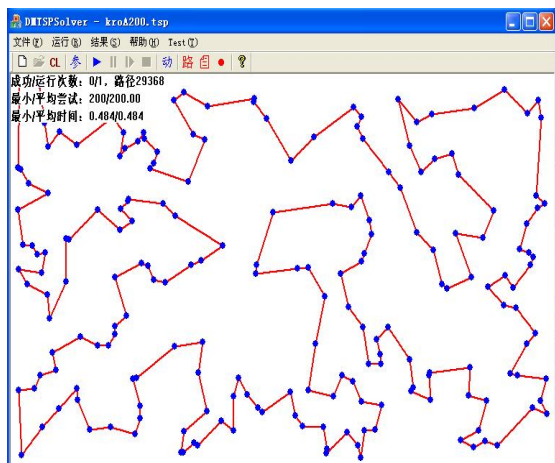 DMTSPSolver - kroA200.tsp
文件(F) 运行(R) 结果(S) 帮助(H) Test(T)
CL 参 动 路
成功/运行次数: 0/1, 路径29368
最小/平均尝试: 200/200.00
最小/平均时间: 0.484/0.484